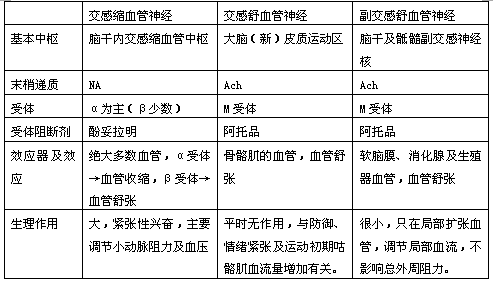 交感缩血管神经 交感舒血管神经 副交感舒血管神经
基本中枢 脑干内交感缩血管中枢 大脑(新)皮质运动区 脑干及骶髓副交感神经
核
末梢递质 NA Ach Ach
受体 α为主(β少数) M受体 M受体
受体阻断剂 酚妥拉明 阿托品 阿托品
效应器及效 绝大多数血管,α受体 骨骼肌的血管,血管舒 软脑膜、消化腺及生殖
应 →血管收缩,β受体→ 张 器血管,血管舒张
血管舒张
生理作用 大,紧张性兴奋,主要 平时无作用,与防御、 很小,只在局部扩张血
调节小动脉阻力及血压 情绪紧张及运动初期咕 管,调节局部血流,不
骼肌血流量增加有关。 影响总外周阻力。